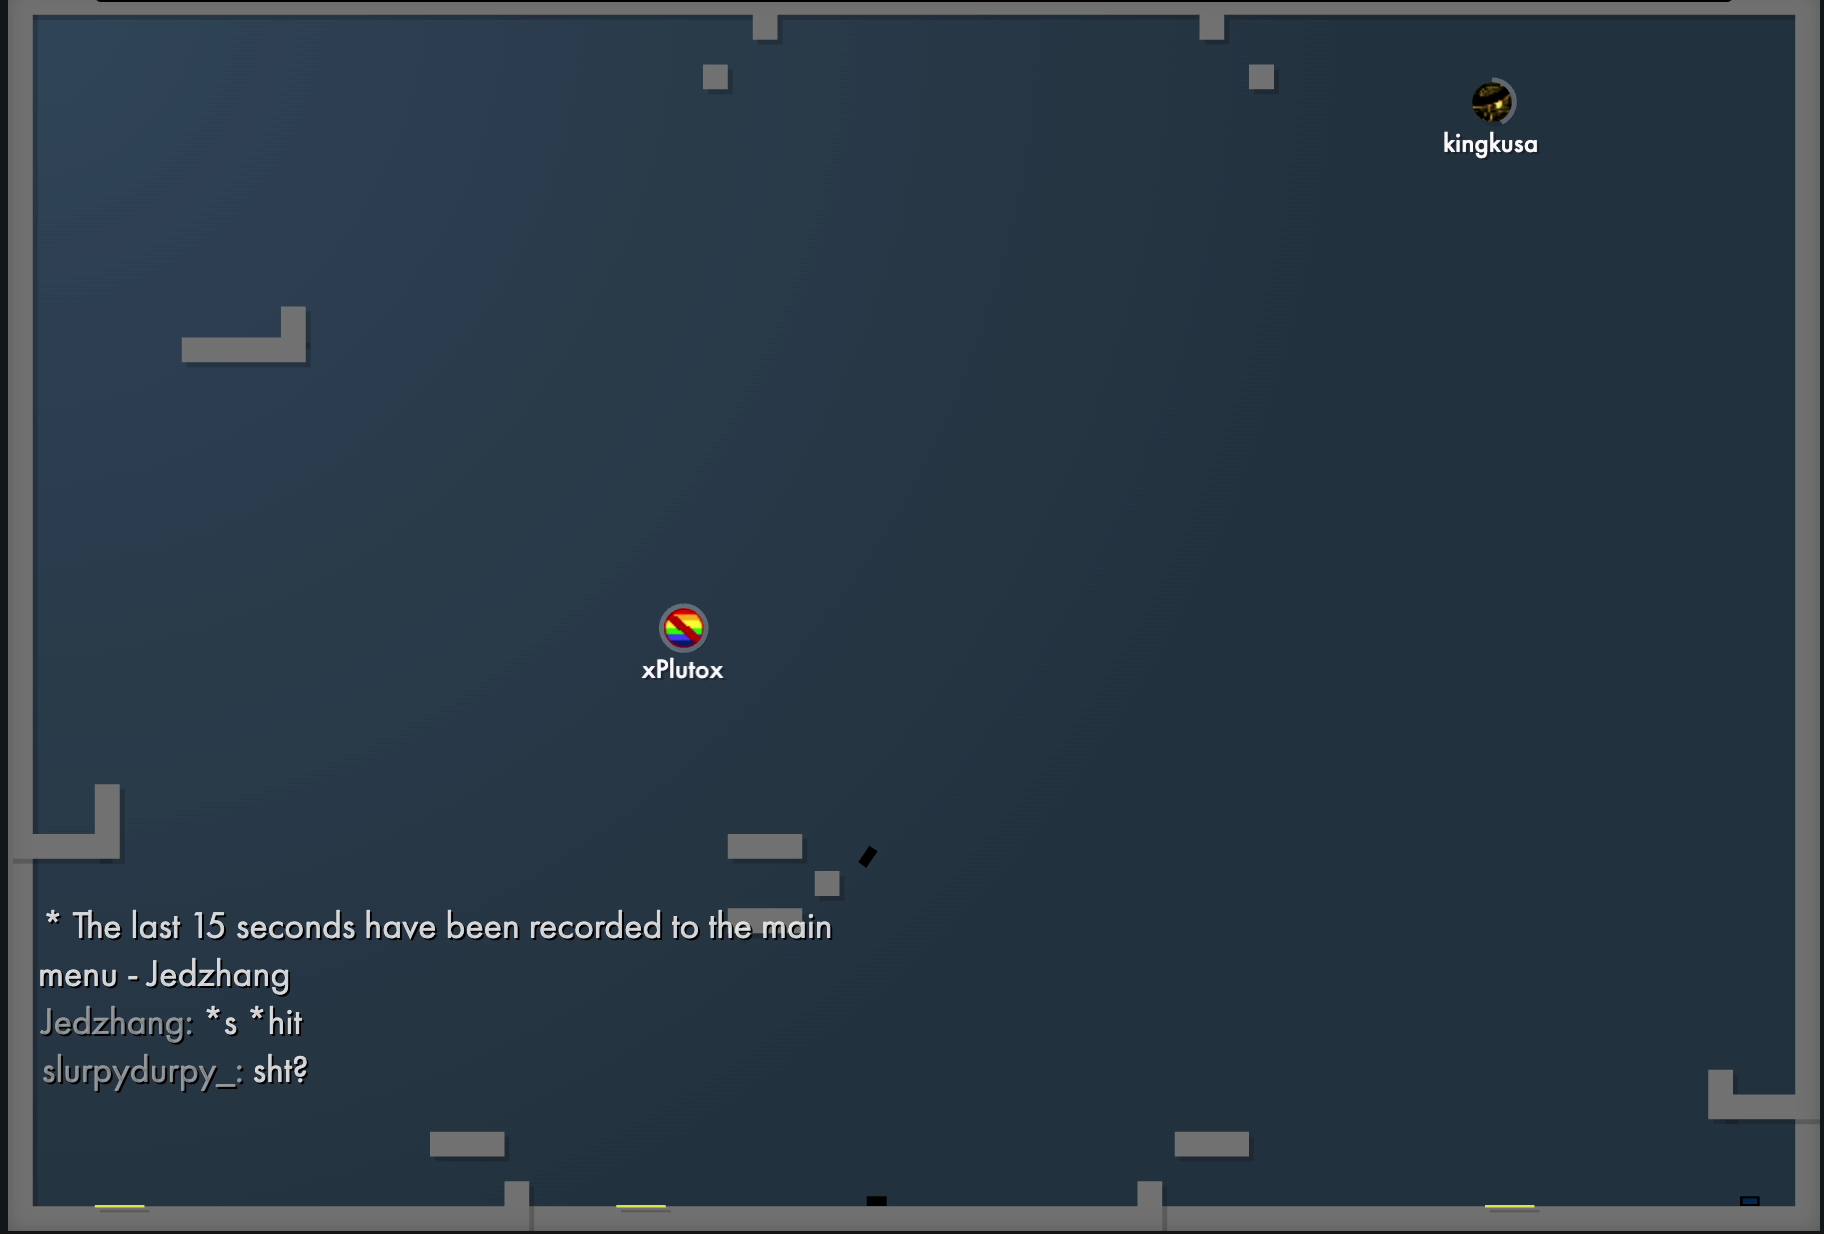 kingkusa
xPlutox
* The last 15 seconds have been recorded to the main
menu - Jedzhang
Jedzhang: *s *hit
slurpydurpy_: sht?